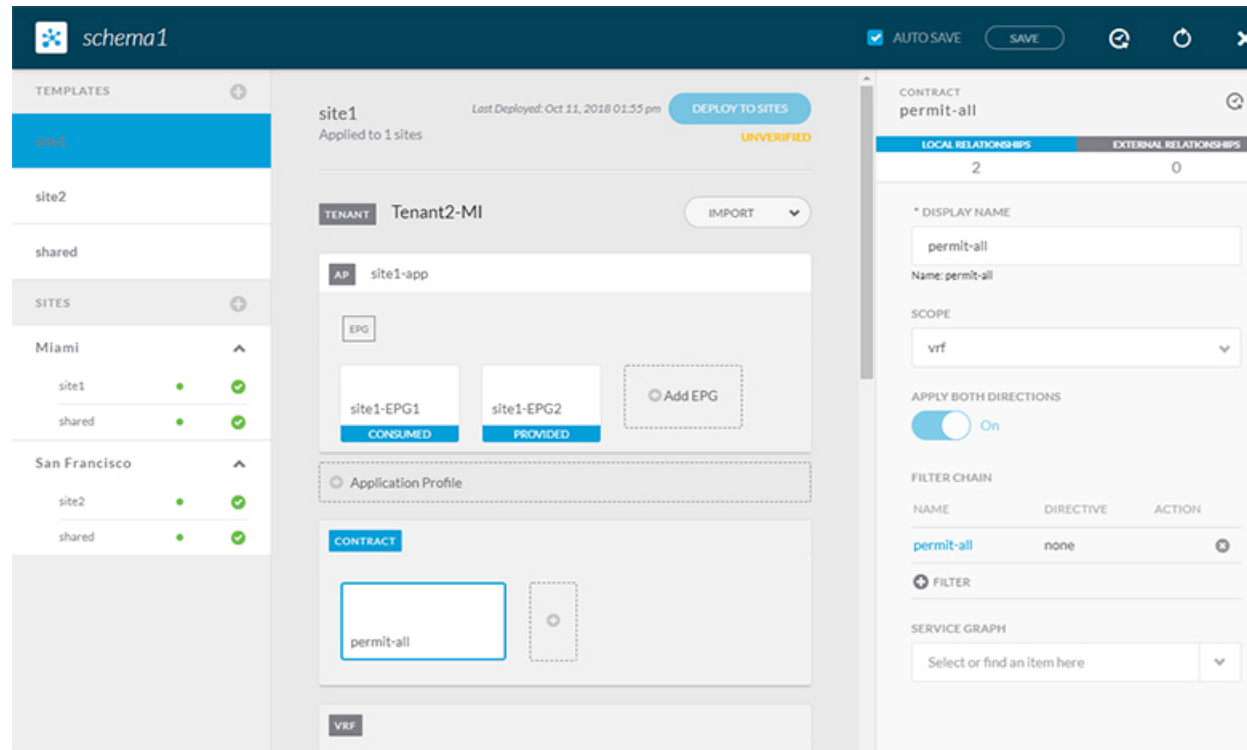 schema1
AUTO SAVE
SAVE
TEMPLATES
site1
site2
shared
SITES
Miami
site1
shared
San Francisco
site2
shared
site1
Last Deployed: Oct 11, 2018 01:55 pm
DEPLOY TO SITES
Applied to 1 sites
UNVERIFIED
TENANT Tenant2-MI
IMPORT
AP site1-app
EPG
site1-EPG1
CONSUMED
site1-EPG2
PROVIDED
Add EPG
Application Profile
CONTRACT
permit-all
VRF
CONTRACT
permit-all
LOCAL RELATIONSHIPS EXTERNAL RELATIONSHIPS
2 0
* DISPLAY NAME
permit-all
Name: permit-all
SCOPE
vrf
APPLY BOTH DIRECTIONS
On
FILTER CHAIN
NAME DIRECTIVE ACTION
permit-all none
FILTER
SERVICE GRAPH
Select or find an item here